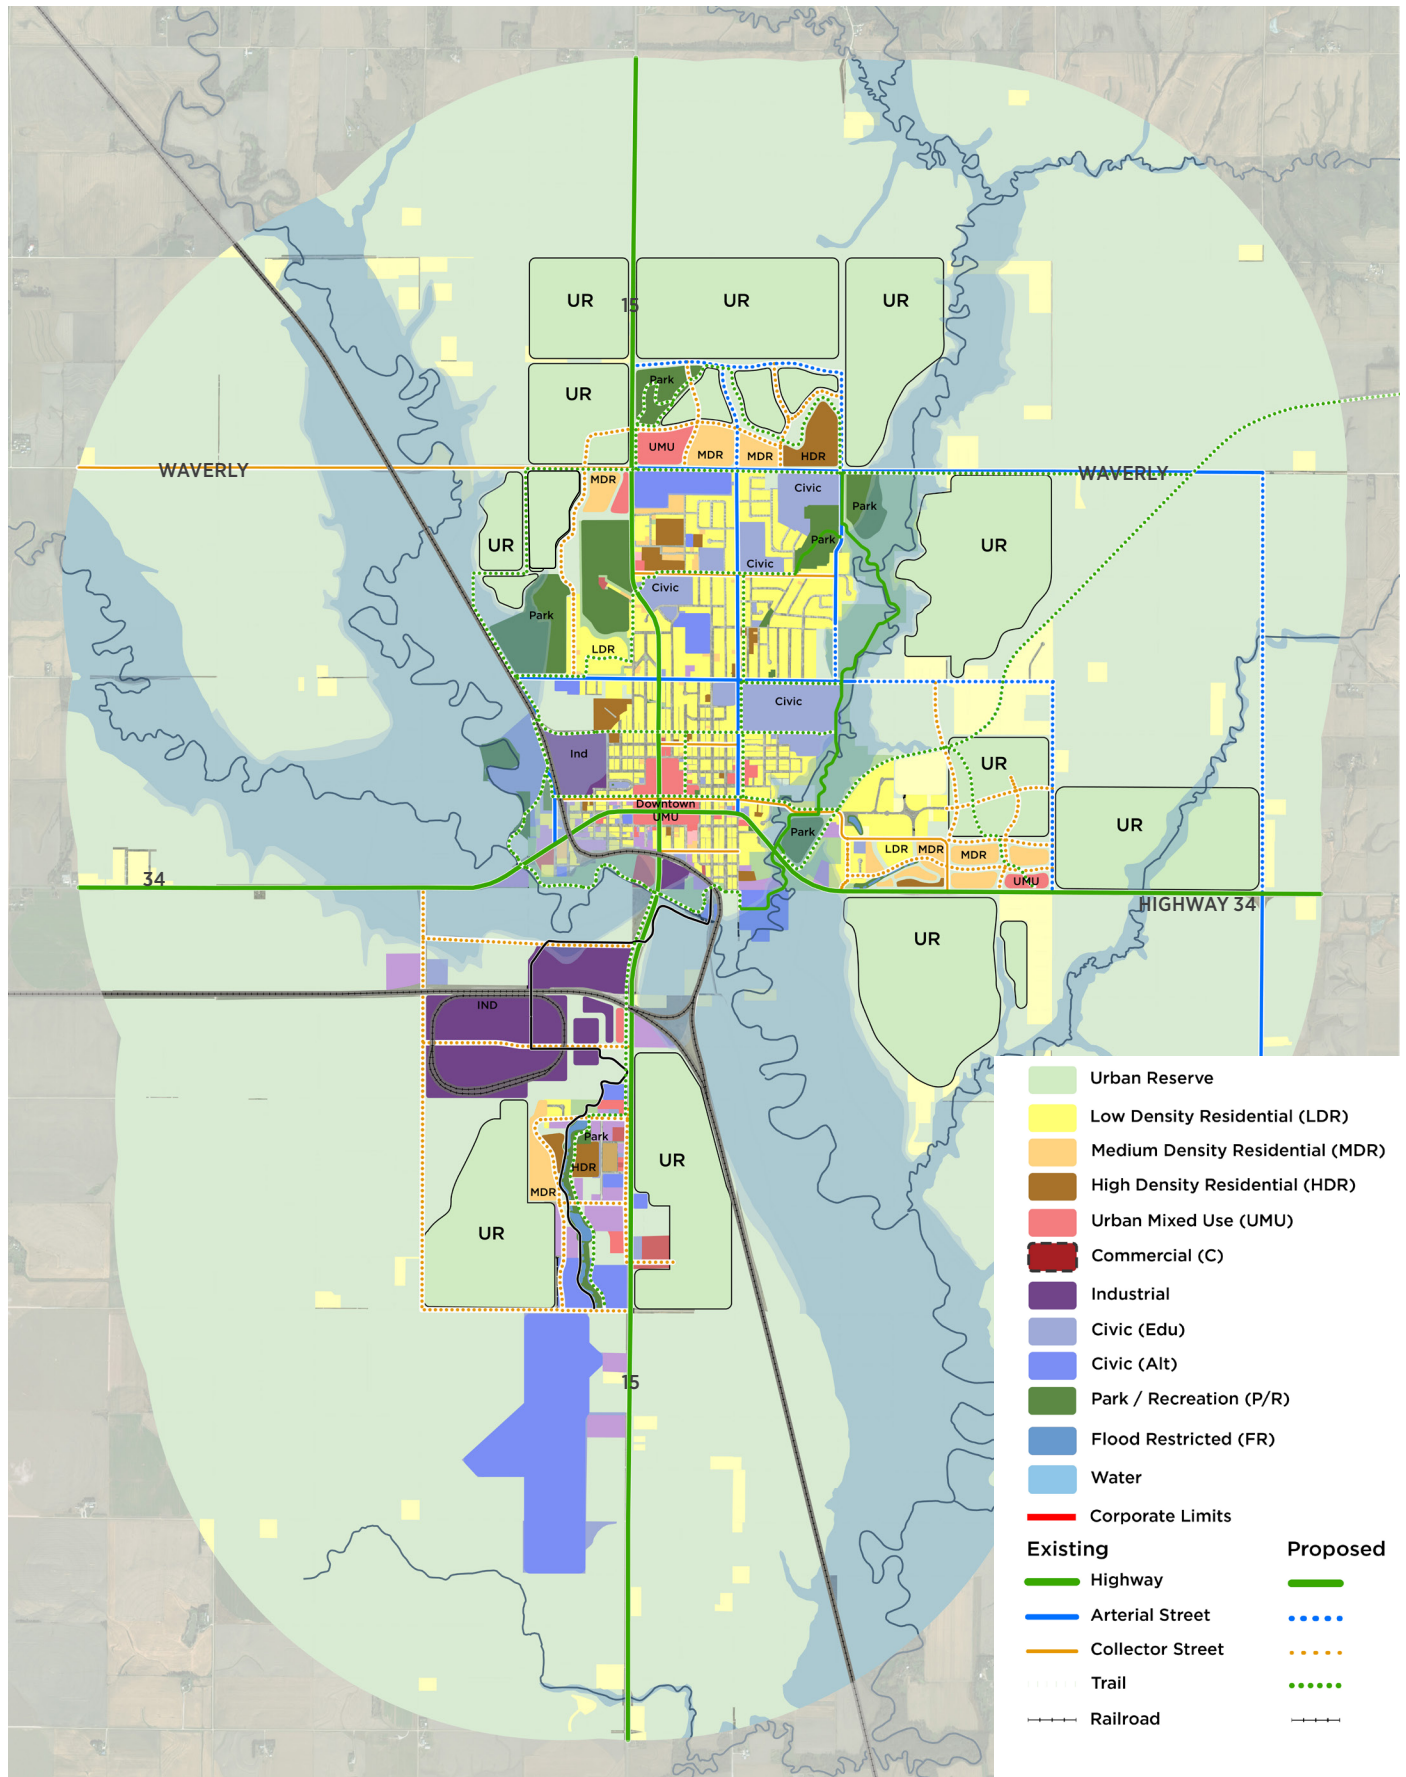 UR
15
UR
UR
UR
Park
UMU
MDR
MDR
HDR
WAVERLY
WAVERLY
MDR
Civic
Park
Park
UR
UR
Civic
Civic
Park
LDR
Civic
Ind
UR
Downtown
UMU
Park
UR
LDR
MDR
MDR
UMU
34
HIGHWAY 34
UR
IND
Park
HDR
MDR
UR
UR
15
Urban Reserve
Low Density Residential (LDR)
Medium Density Residential (MDR)
High Density Residential (HDR)
Urban Mixed Use (UMU)
Commercial (C)
Industrial
Civic (Edu)
Civic (Alt)
Park / Recreation (P/R)
Flood Restricted (FR)
Water
Corporate Limits
Existing Proposed
Highway
Arterial Street
Collector Street
Trail
Railroad